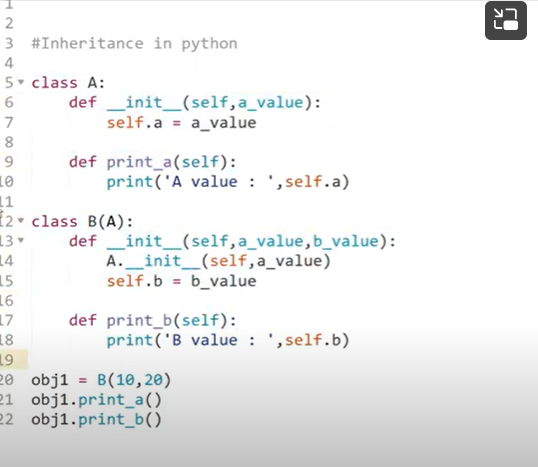 1
2
3 #Inheritance in python
4
5 class A:
6     def __init__(self,a_value):
7         self.a = a_value
8
9     def print_a(self):
10         print('A value : ',self.a)
11
12 class B(A):
13     def __init__(self,a_value,b_value):
14         A.__init__(self,a_value)
15         self.b = b_value
16
17     def print_b(self):
18         print('B value : ',self.b)
19
20 obj1 = B(10,20)
21 obj1.print_a()
22 obj1.print_b()